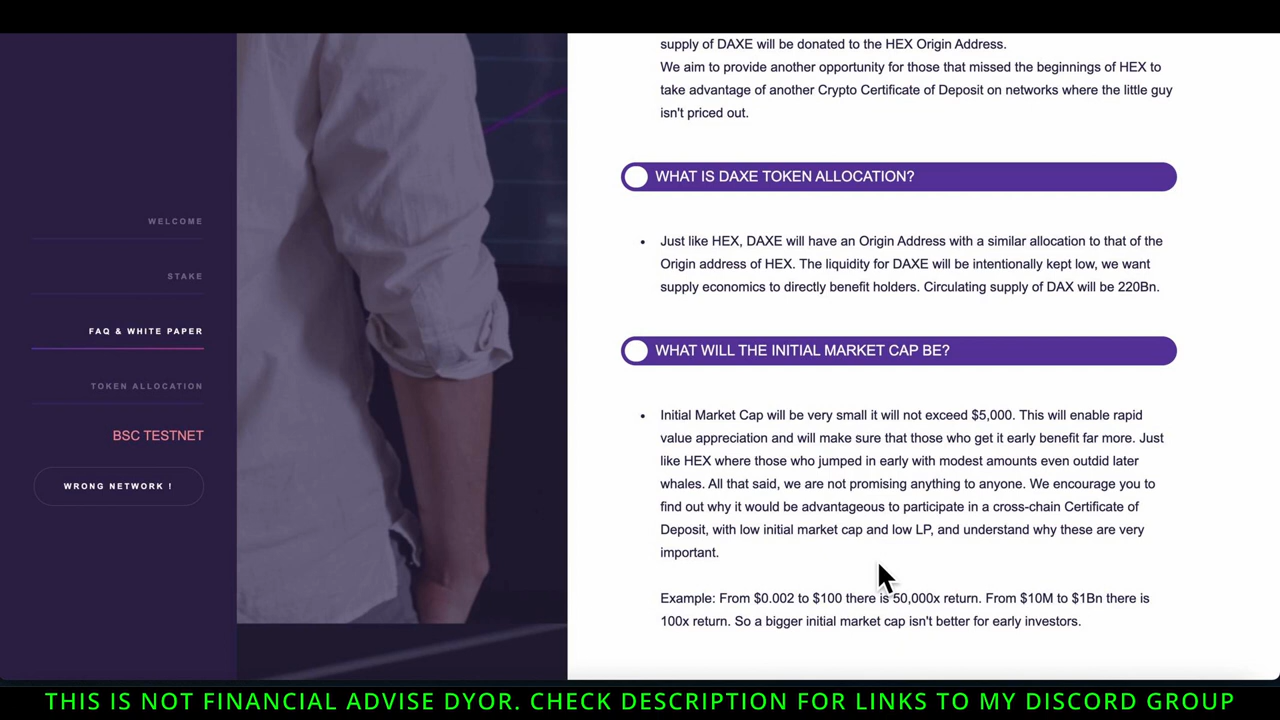 WELCOME
STAKE
FAQ & WHITE PAPER
TOKEN ALLOCATION
BSC TESTNET
WRONG NETWORK !
supply of DAXE will be donated to the HEX Origin Address.
We aim to provide another opportunity for those that missed the beginnings of HEX to
take advantage of another Crypto Certificate of Deposit on networks where the little guy
isn't priced out.
WHAT IS DAXE TOKEN ALLOCATION?
• Just like HEX, DAXE will have an Origin Address with a similar allocation to that of the
Origin address of HEX. The liquidity for DAXE will be intentionally kept low, we want
supply economics to directly benefit holders. Circulating supply of DAX will be 220Bn.
WHAT WILL THE INITIAL MARKET CAP BE?
• Initial Market Cap will be very small it will not exceed $5,000. This will enable rapid
value appreciation and will make sure that those who get it early benefit far more. Just
like HEX where those who jumped in early with modest amounts even outdid later
whales. All that said, we are not promising anything to anyone. We encourage you to
find out why it would be advantageous to participate in a cross-chain Certificate of
Deposit, with low initial market cap and low LP, and understand why these are very
important.
Example: From $0.002 to $100 there is 50,000x return. From $10M to $1Bn there is
100x return. So a bigger initial market cap isn't better for early investors.
THIS IS NOT FINANCIAL ADVISE DYOR. CHECK DESCRIPTION FOR LINKS TO MY DISCORD GROUP